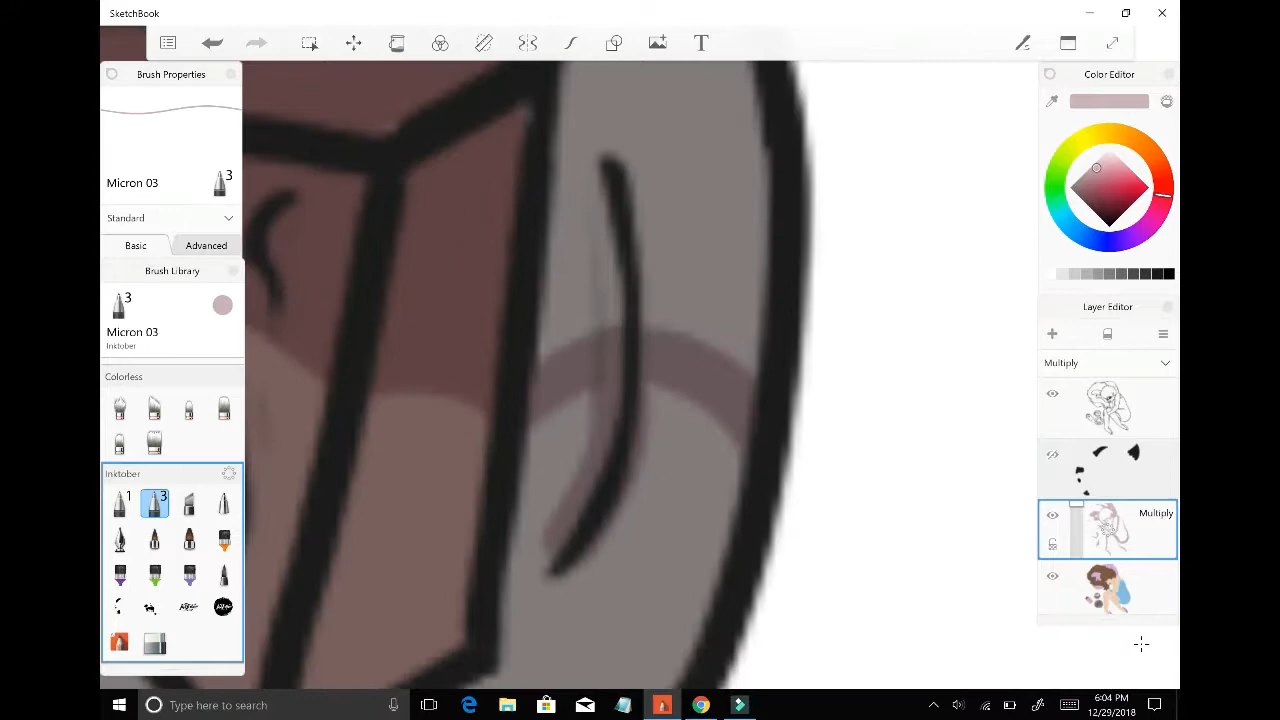 SketchBook
T
Brush Properties
Color Editor
Micron 03
3
Standard
Basic
Advanced
Brush Library
3
Micron 03
Inktober
Layer Editor
Multiply
Colorless
Inktober
1
3
Multiply
Type here to search
6:04 PM
12/29/2018